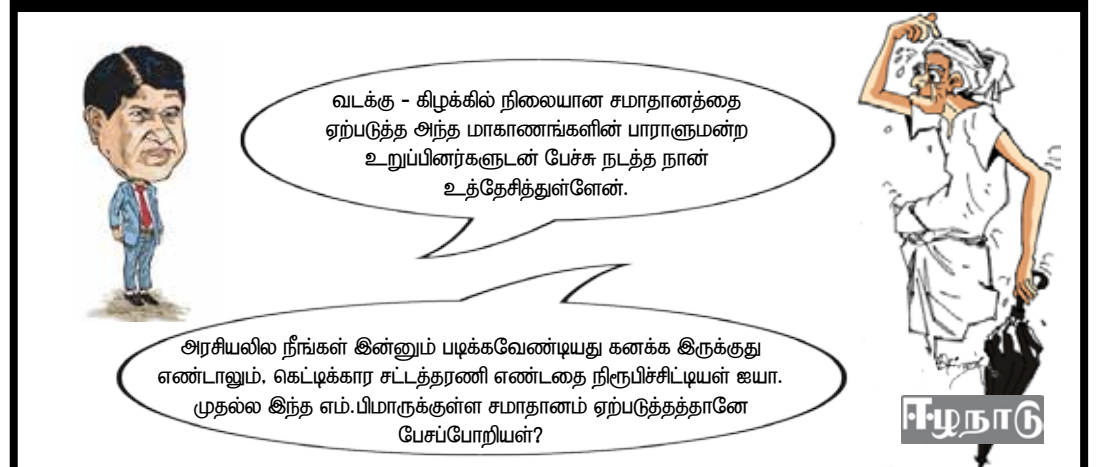 வடக்கு - கிழக்கில் நிலையான சமாதானத்தை
ஏற்படுத்த அந்த மாகாணங்களின் பாராளுமன்ற
உறுப்பினர்களுடன் பேச்சு நடத்த நான்
உத்தேசித்துள்ளேன்.
அரசியலில நீங்கள் இன்னும் படிக்கவேண்டியது கனக்க இருக்குது
எண்டாலும், கெட்டிக்கார சட்டத்தரணி எண்டதை நிரூபிச்சிட்டியள் ஐயா.
முதல்ல இந்த எம்.பிமாருக்குள்ள சமாதானம் ஏற்படுத்தத்தானே
பேசப்போறியள்?
ஈழநாடு